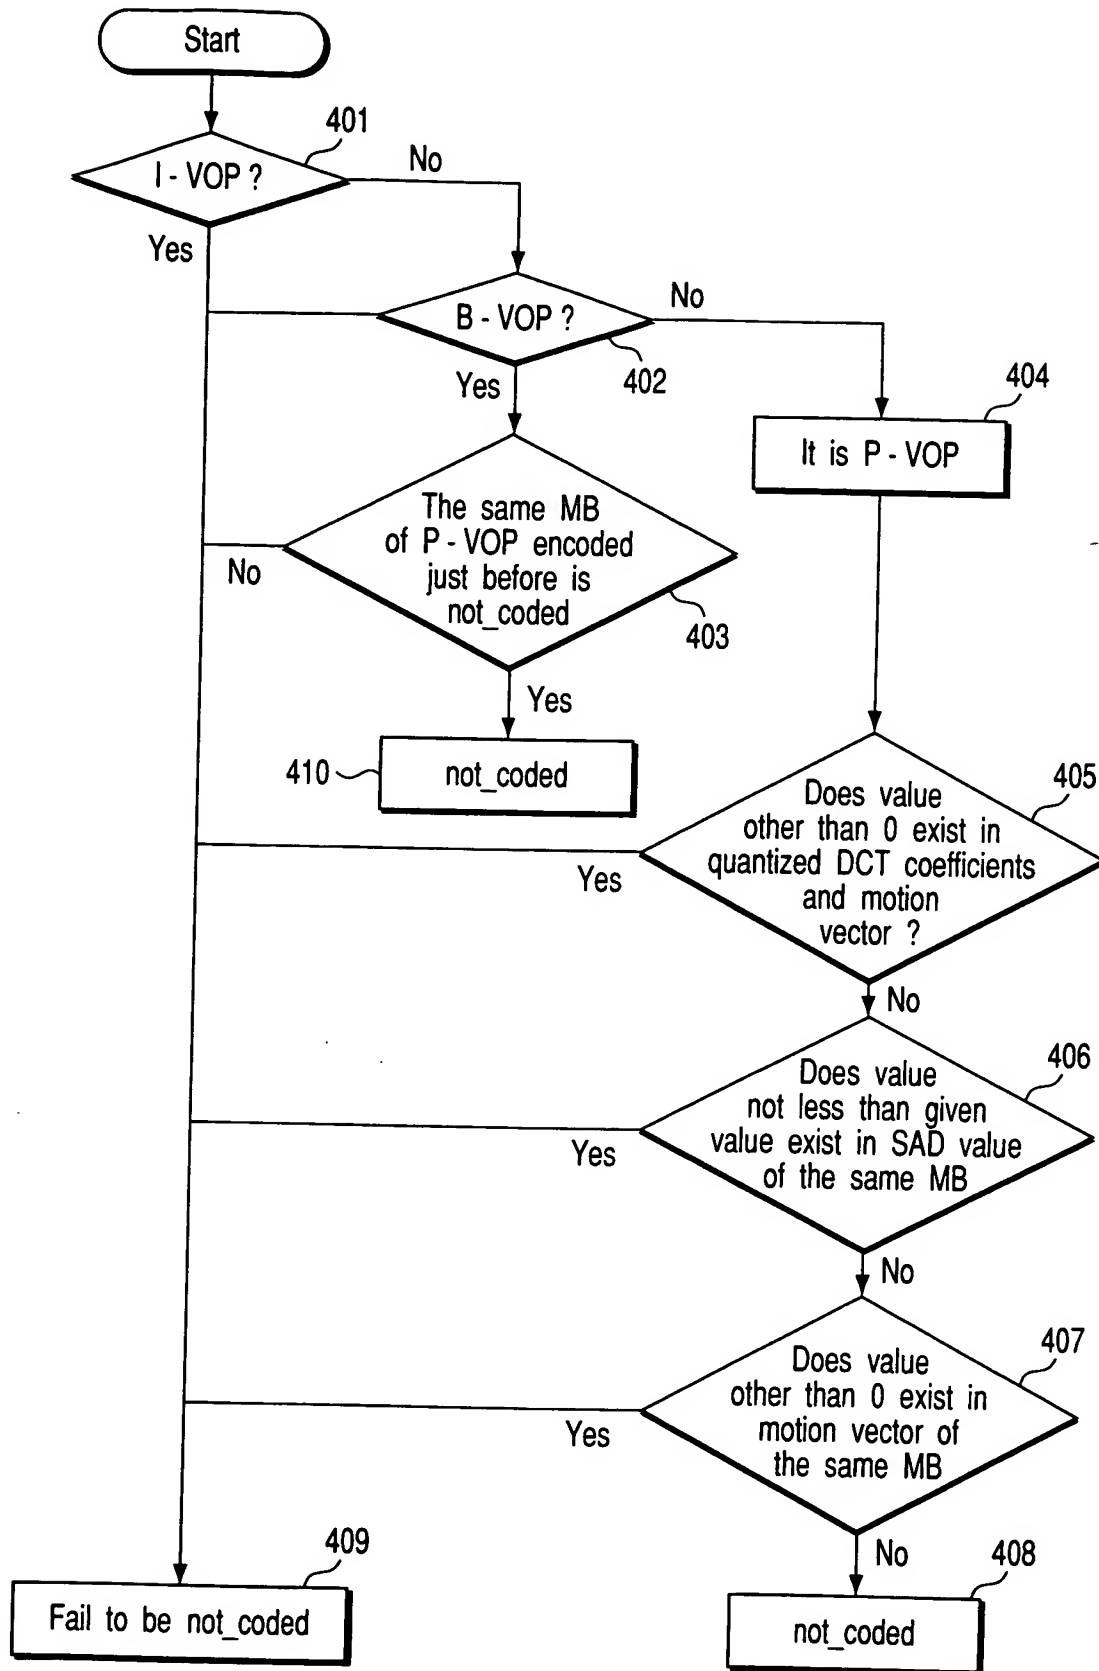 Start
401
I - VOP ?
No
Yes
B - VOP ?
No
402
Yes
404
It is P - VOP
The same MB
of P - VOP encoded
just before is
not_coded
No
403
Yes
410
not_coded
405
Does value
other than 0 exist in
quantized DCT coefficients
and motion
vector ?
Yes
No
406
Does value
not less than given
value exist in SAD value
of the same MB
Yes
No
407
Does value
other than 0 exist in
motion vector of
the same MB
Yes
No
409
Fail to be not_coded
408
not_coded